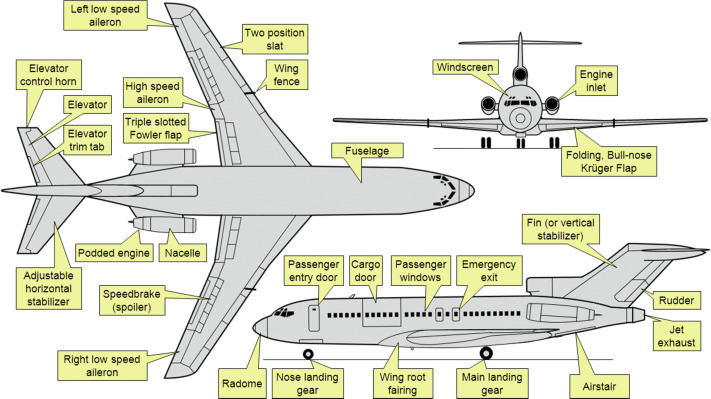 Left low speed
aileron
Two position
slat
Elevator
control horn
Wing
fence
Windscreen
Engine
inlet
Elevator
High speed
aileron
Elevator
trim tab
Triple slotted
Fowler flap
Fuselage
Folding, Bull-nose
Krüger Flap
Fin (or vertical
stabilizer)
Podded engine
Nacelle
Adjustable
horizontal
stabilizer
Passenger
entry door
Cargo
door
Passenger
windows
Emergency
exit
Speedbrake
(spoiler)
Rudder
Jet
exhaust
Right low speed
aileron
Radome
Nose landing
gear
Wing root
fairing
Main landing
gear
Airstair